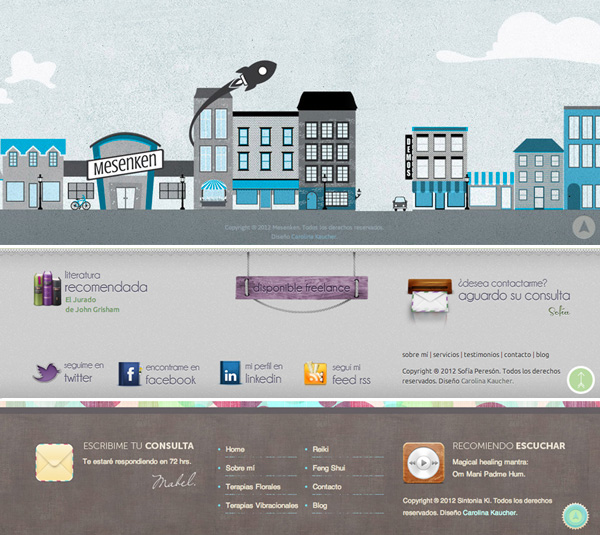 MESENKEN
DEMOS
Copyright © 2012 Mesenken. Todos los derechos reservados.
Diseño Carolina Kaucher.
literatura
recomendada
El Jurado
de John Grisham
disponible freelance
¿desea contactarme?
aguardo su consulta
Sofía
seguime en
twitter
encontrame en
facebook
mi perfil en
linkedin
seguí mi
feed rss
sobre mí | servicios | testimonios | contacto | blog
Copyright © 2012 Sofía Peresón. Todos los derechos
reservados. Diseño Carolina Kaucher.
ESCRIBIME TU CONSULTA
Te estaré respondiendo en 72 hrs.
Mabel.
Home
Sobre mí
Terapias Florales
Terapias Vibracionales
Reiki
Feng Shui
Contacto
Blog
RECOMIENDO ESCUCHAR
Magical healing mantra:
Om Mani Padme Hum.
Copyright © 2012 Sintonia Ki. Todos los derechos
reservados. Diseño Carolina Kaucher.